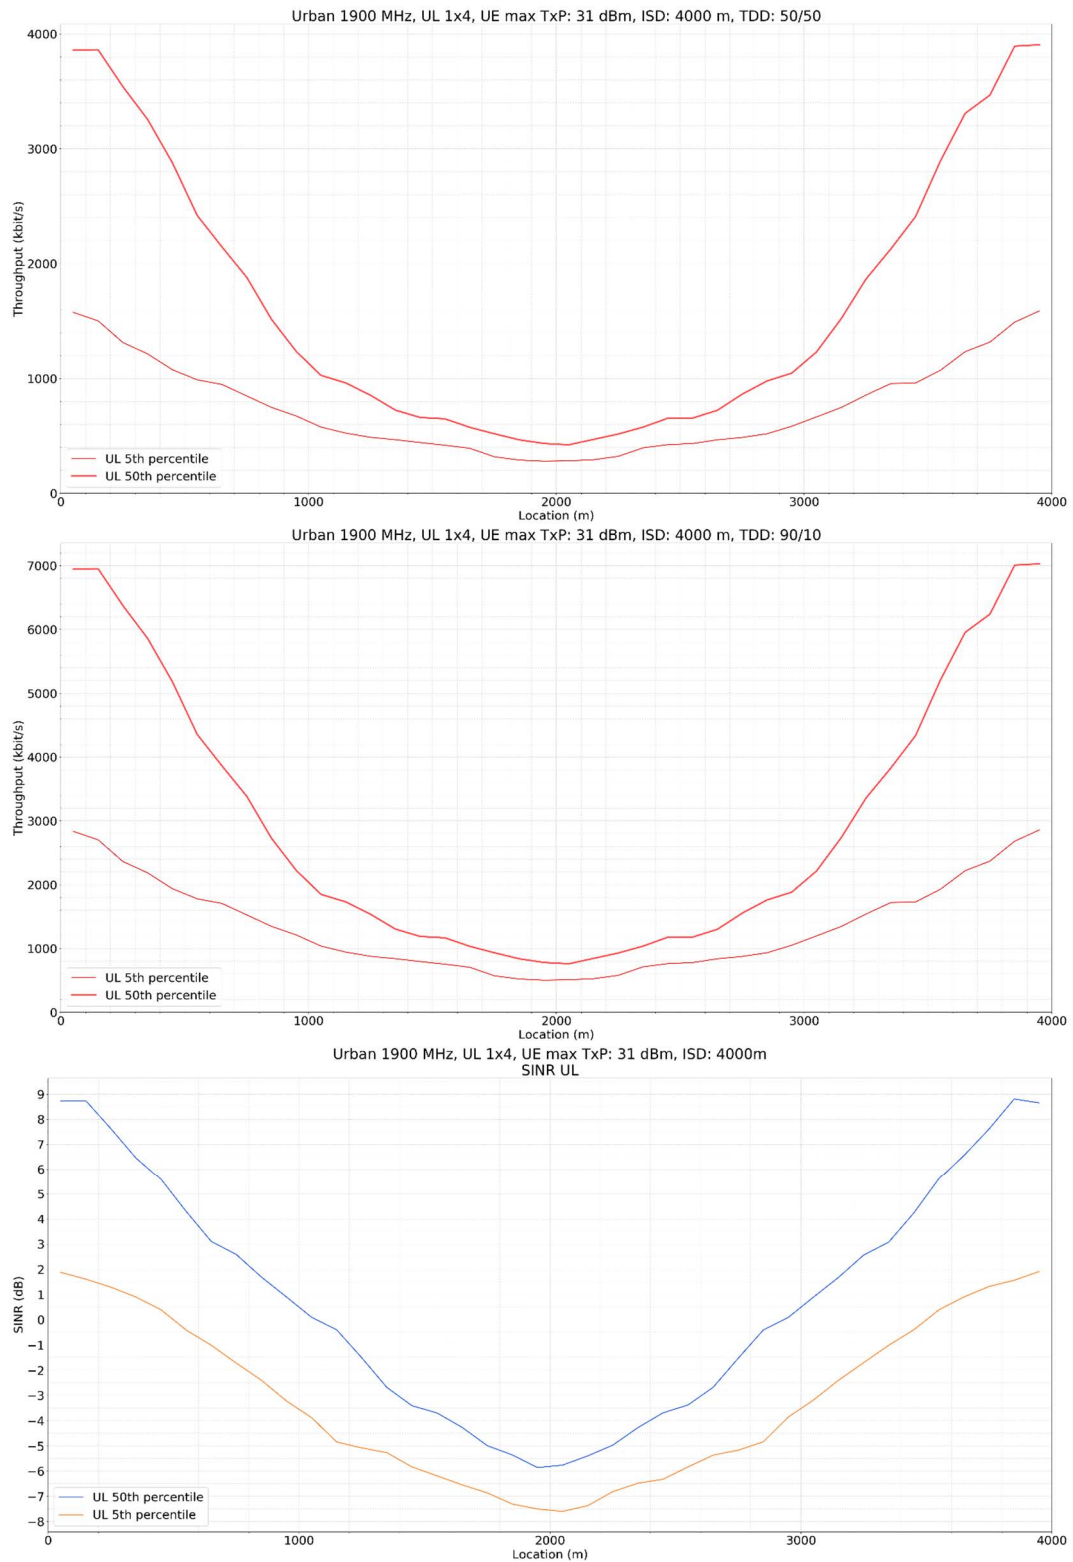 Urban 1900 MHz, UL 1x4, UE max TxP: 31 dBm, ISD: 4000 m, TDD: 50/50
4000
3000
2000
1000
0
Throughput (kbit/s)
UL 5th percentile
UL 50th percentile
0 1000 2000 3000 4000
Location (m)
Urban 1900 MHz, UL 1x4, UE max TxP: 31 dBm, ISD: 4000 m, TDD: 90/10
7000
6000
5000
4000
3000
2000
1000
0
Throughput (kbit/s)
UL 5th percentile
UL 50th percentile
0 1000 2000 3000 4000
Location (m)
Urban 1900 MHz, UL 1x4, UE max TxP: 31 dBm, ISD: 4000m
SINR UL
9
8
7
6
5
4
3
2
1
0
−1
−2
−3
−4
−5
−6
−7
−8
SINR (dB)
UL 50th percentile
UL 5th percentile
0 1000 2000 3000 4000
Location (m)